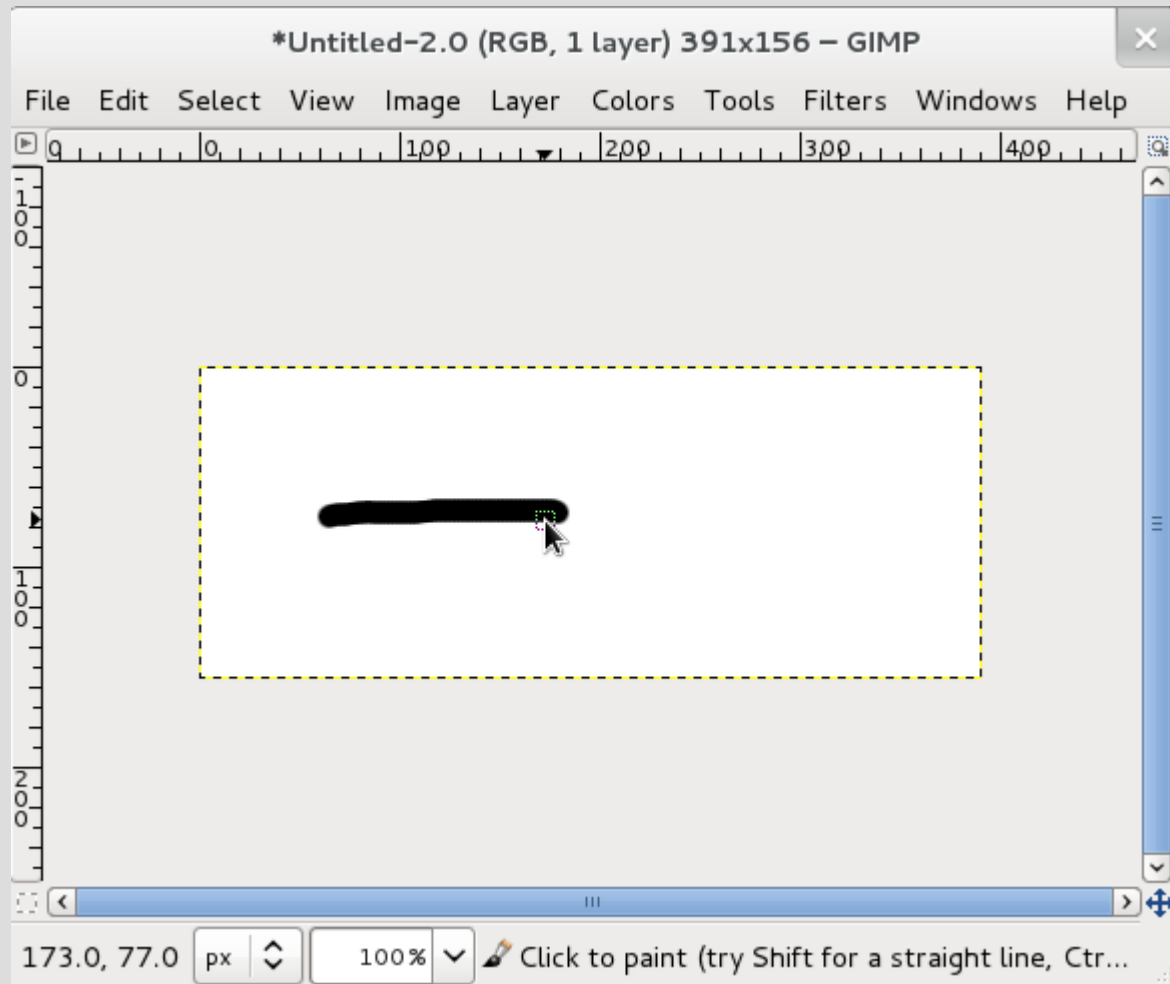 *Untitled-2.0 (RGB, 1 layer) 391x156 – GIMP
File Edit Select View Image Layer Colors Tools Filters Windows Help
0 100 200 300 400
-100
0
100
200
173.0, 77.0 px 100% Click to paint (try Shift for a straight line, Ctr...